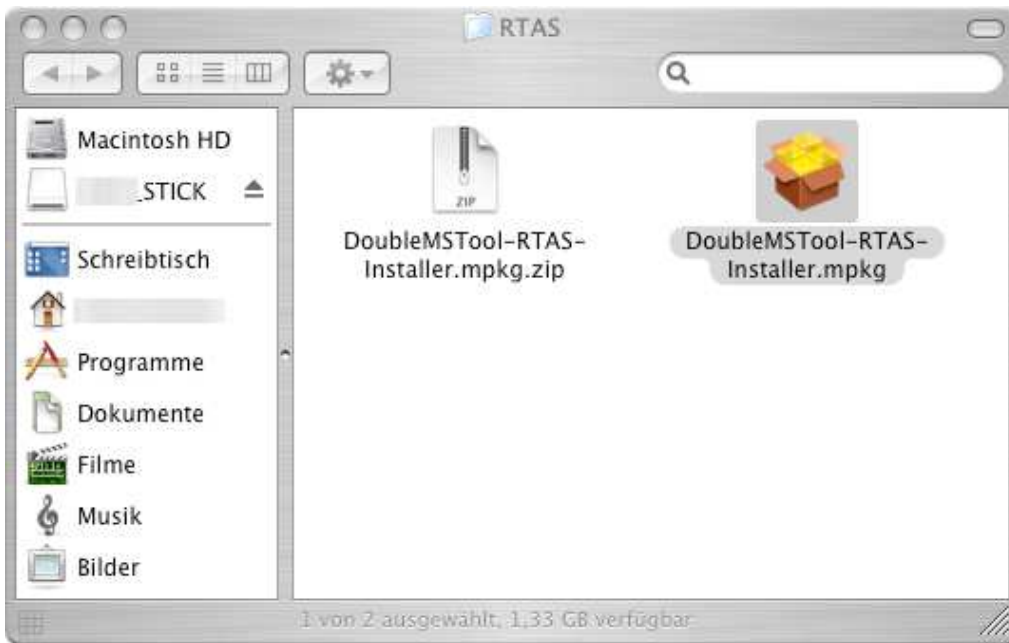 RTAS
Macintosh HD
_STICK
Schreibtisch
Programme
Dokumente
Filme
Musik
Bilder
ZIP
DoubleMSTool-RTAS-
Installer.mpkg.zip
DoubleMSTool-RTAS-
Installer.mpkg
1 von 2 ausgewählt, 1,33 GB verfügbar